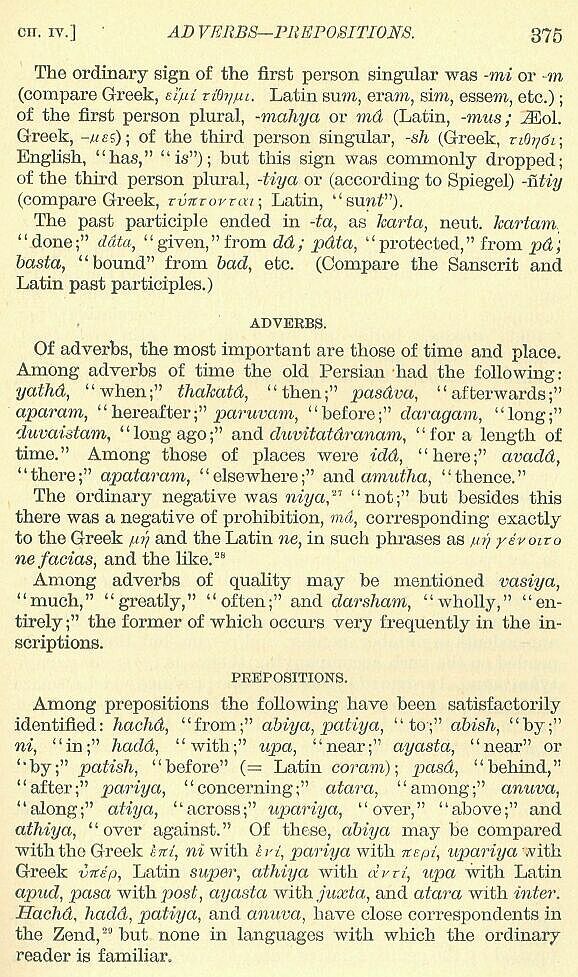 CH. IV.] ADVERBS—PREPOSITIONS. 375
The ordinary sign of the first person singular was -mi or -m
(compare Greek, εἴμί τίθημι. Latin sum, eram, sim, essem, etc.);
of the first person plural, -mahya or mâ (Latin, -mus; Æol.
Greek, -μες); of the third person singular, -sh (Greek, τίθησι;
English, “has,” “is”); but this sign was commonly dropped;
of the third person plural, -tiya or (according to Spiegel) -ñtiy
(compare Greek, τύπτονται; Latin, “sunt”).
The past participle ended in -ta, as karta, neut. kartam.
“done;” dâta, “given,” from dâ; pâta, “protected,” from pâ;
basta, “bound” from bad, etc. (Compare the Sanscrit and
Latin past participles.)
ADVERBS.
Of adverbs, the most important are those of time and place.
Among adverbs of time the old Persian had the following:
yathâ, “when;” thakatâ, “then;” pasâva, “afterwards;”
aparam, “hereafter;” paruvam, “before;” daragam, “long;”
duvaistam, “long ago;” and duvitatâranam, “for a length of
time.” Among those of places were idâ, “here;” avadâ,
“there;” apataram, “elsewhere;” and amutha, “thence.”
The ordinary negative was niya,²⁷ “not;” but besides this
there was a negative of prohibition, mâ, corresponding exactly
to the Greek μή and the Latin ne, in such phrases as μή γένοιτο
ne facias, and the like.²⁸
Among adverbs of quality may be mentioned vasiya,
“much,” “greatly,” “often;” and darsham, “wholly,” “en-
tirely;” the former of which occurs very frequently in the in-
scriptions.
PREPOSITIONS.
Among prepositions the following have been satisfactorily
identified: hachâ, “from;” abiya, patiya, “to;” abish, “by;”
ni, “in;” hadâ, “with;” upa, “near;” ayasta, “near” or
“by;” patish, “before” (= Latin coram); pasâ, “behind,”
“after;” pariya, “concerning;” atara, “among;” anuva,
“along;” atiya, “across;” upariya, “over,” “above;” and
athiya, “over against.” Of these, abiya may be compared
with the Greek ἐπί, ni with ἐνί, pariya with περί, upariya with
Greek ὑπέρ, Latin super, athiya with ἀντί, upa with Latin
apud, pasa with post, ayasta with juxta, and atara with inter.
Hachâ, hadâ, patiya, and anuva, have close correspondents in
the Zend,²⁹ but none in languages with which the ordinary
reader is familiar.